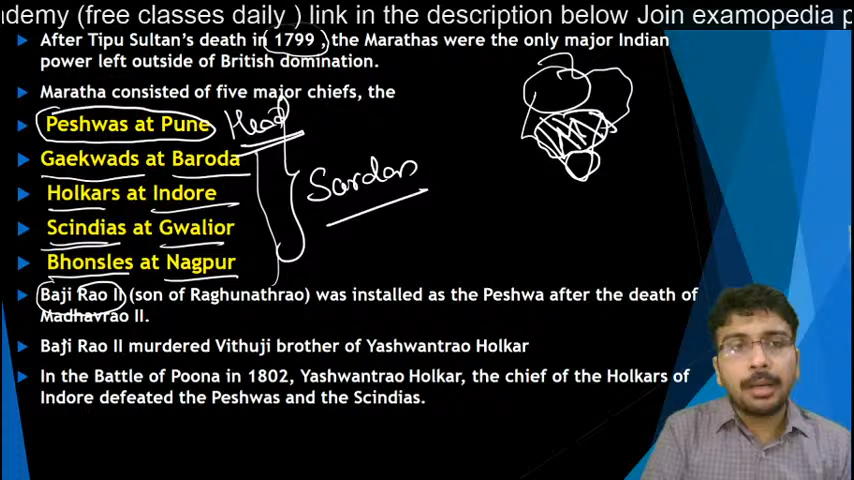 demy (free classes daily ) link in the description below Join examopedia p
After Tipu Sultan's death in 1799 , the Marathas were the only major Indian
power left outside of British domination.
Maratha consisted of five major chiefs, the
Peshwas at Pune Head
Gaekwads at Baroda
Holkars at Indore Sardars
Scindias at Gwalior
Bhonsles at Nagpur
Baji Rao II (son of Raghunathrao) was installed as the Peshwa after the death of
Madhavrao II.
Baji Rao II murdered Vithuji brother of Yashwantrao Holkar
In the Battle of Poona in 1802, Yashwantrao Holkar, the chief of the Holkars of
Indore defeated the Peshwas and the Scindias.